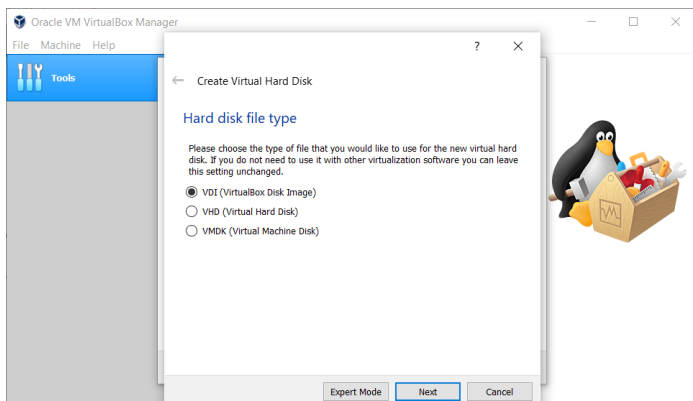 Oracle VM VirtualBox Manager
File Machine Help
Tools
?
Create Virtual Hard Disk
Hard disk file type
Please choose the type of file that you would like to use for the new virtual hard
disk. If you do not need to use it with other virtualization software you can leave
this setting unchanged.
VDI (VirtualBox Disk Image)
VHD (Virtual Hard Disk)
VMDK (Virtual Machine Disk)
Expert Mode Next Cancel